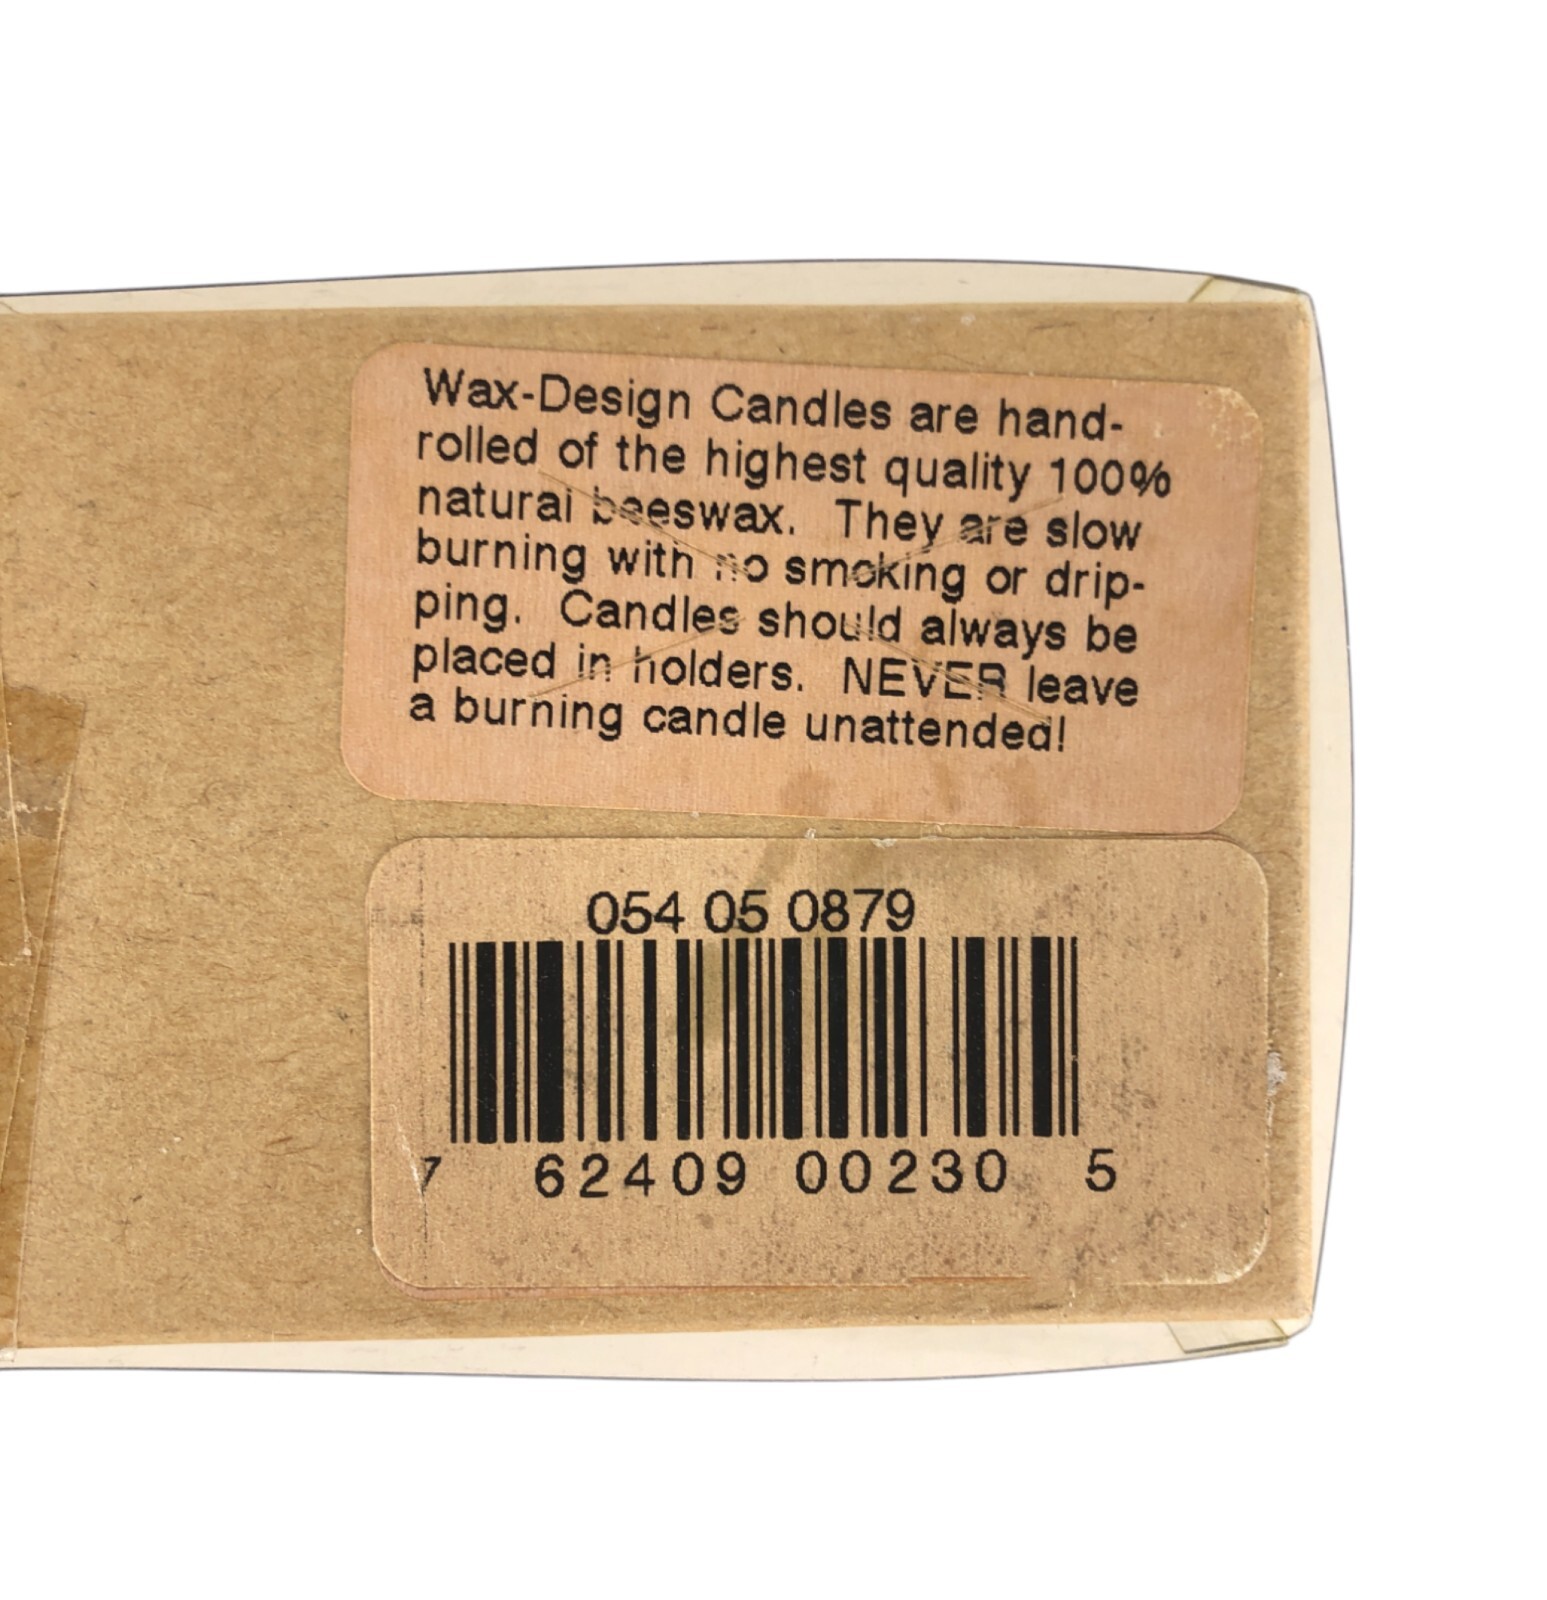 Wax-Design Candles are hand-
rolled of the highest quality 100%
natural beeswax. They are slow
burning with no smoking or drip-
ping. Candles should always be
placed in holders. NEVER leave
a burning candle unattended!
054 05 0879
7 62409 00230 5